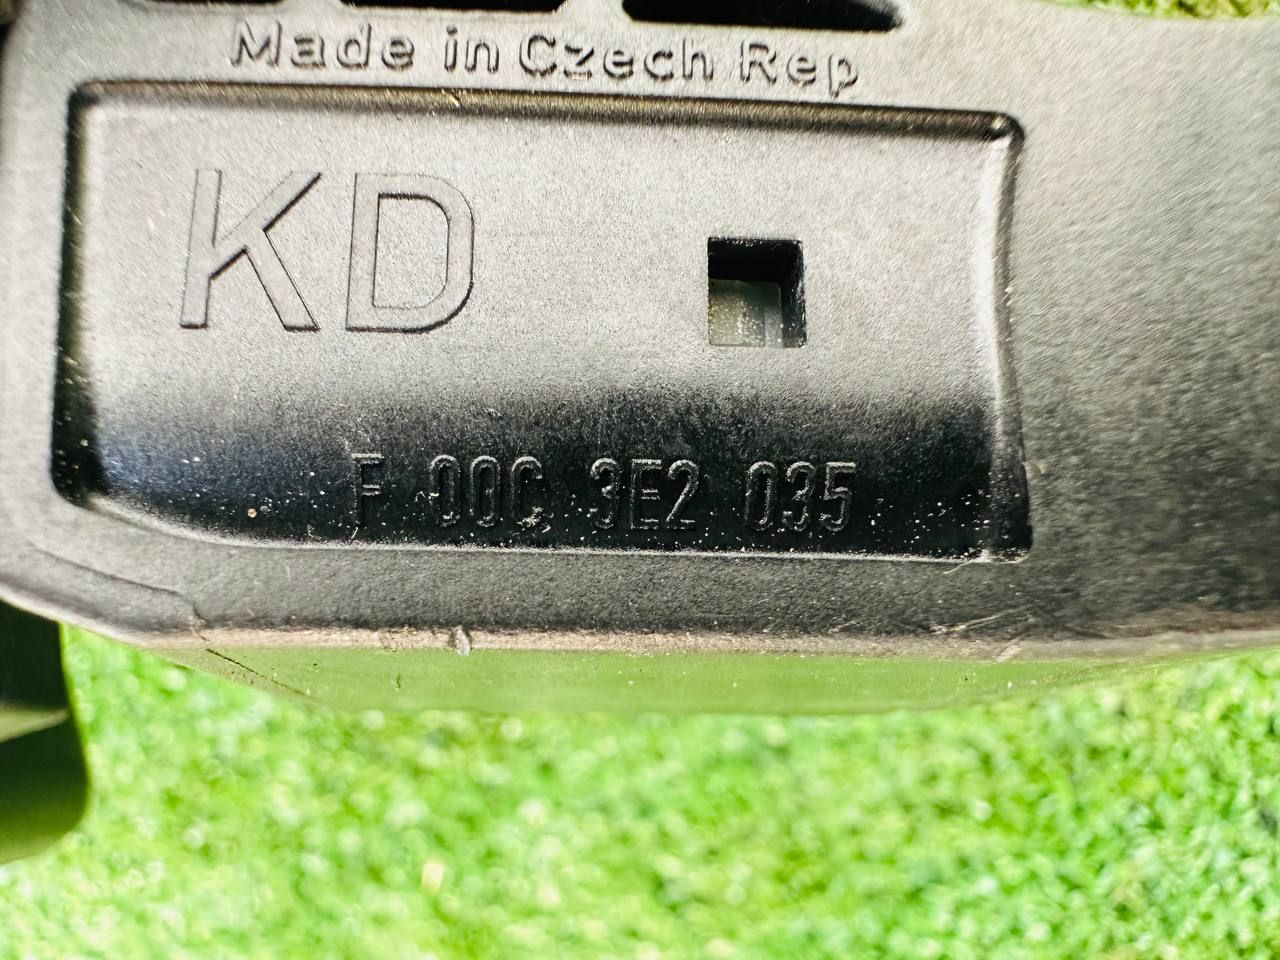 Made in Czech Rep
KD
F 00C 3E2 035